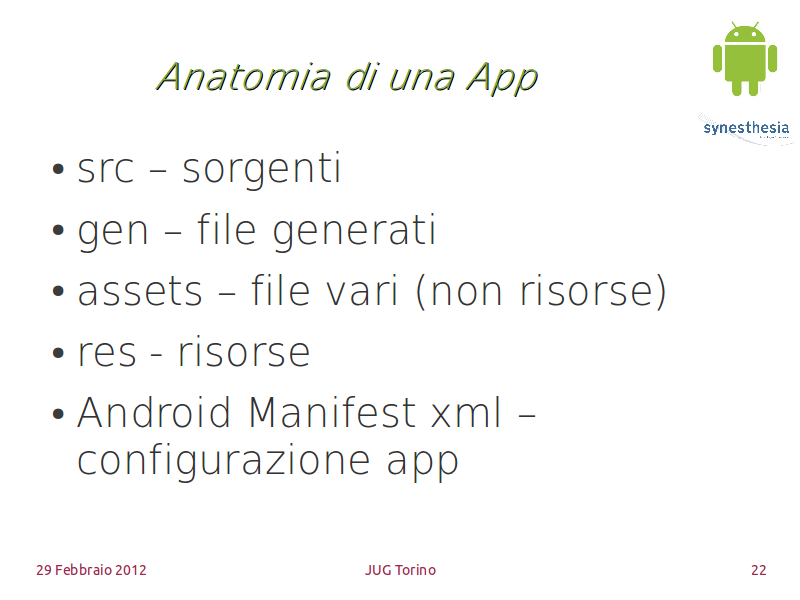 Anatomia di una App
synesthesia
• src – sorgenti
• gen – file generati
• assets – file vari (non risorse)
• res - risorse
• Android Manifest xml –
configurazione app
29 Febbraio 2012
JUG Torino
22